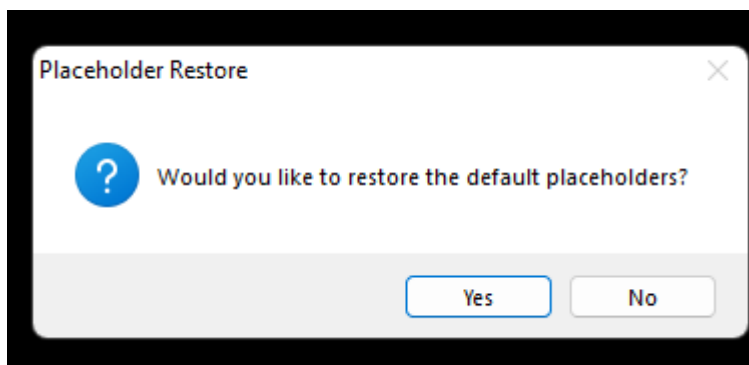 Placeholder Restore
Would you like to restore the default placeholders?
Yes
No